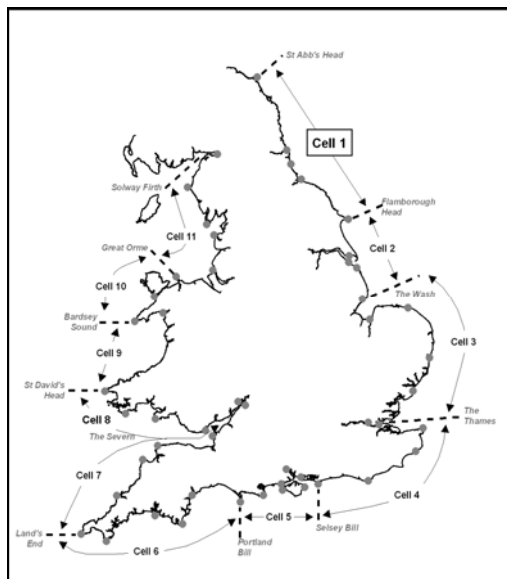 St Abb's Head
Cell 1
Solway Firth
Flamborough
Head
Cell 11
Cell 2
Great Orme
Cell 10
The Wash
Bardsey
Sound
Cell 3
Cell 9
St David's
Head
Cell 8
The
Thames
The Severn
Cell 7
Cell 4
Cell 5
Selsey Bill
Land's
End
Cell 6
Portland
Bill